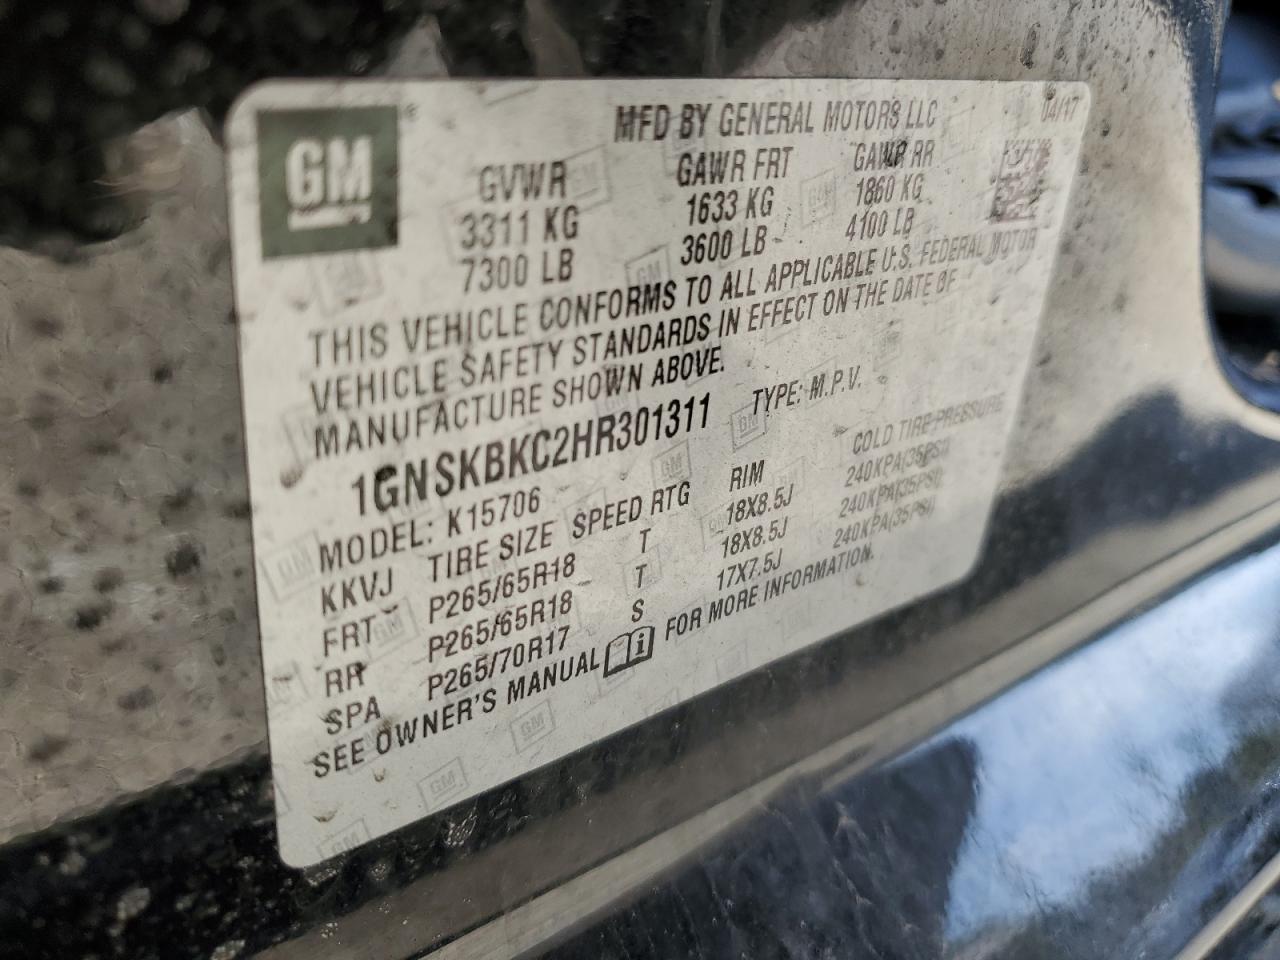 GM
MFD BY GENERAL MOTORS LLC 04/17
GVWR GAWR FRT GAWR RR
3311 KG 1633 KG 1860 KG
7300 LB 3600 LB 4100 LB
THIS VEHICLE CONFORMS TO ALL APPLICABLE U.S. FEDERAL MOTOR
VEHICLE SAFETY STANDARDS IN EFFECT ON THE DATE OF
MANUFACTURE SHOWN ABOVE.
1GNSKBKC2HR301311 TYPE: M.P.V.
MODEL: K15706
KKVJ TIRE SIZE SPEED RTG RIM COLD TIRE PRESSURE
FRT P265/65R18 T 18X8.5J 240KPA(35PSI)
RR P265/65R18 T 18X8.5J 240KPA(35PSI)
SPA P265/70R17 S 17X7.5J 240KPA(35PSI)
SEE OWNER'S MANUAL FOR MORE INFORMATION.